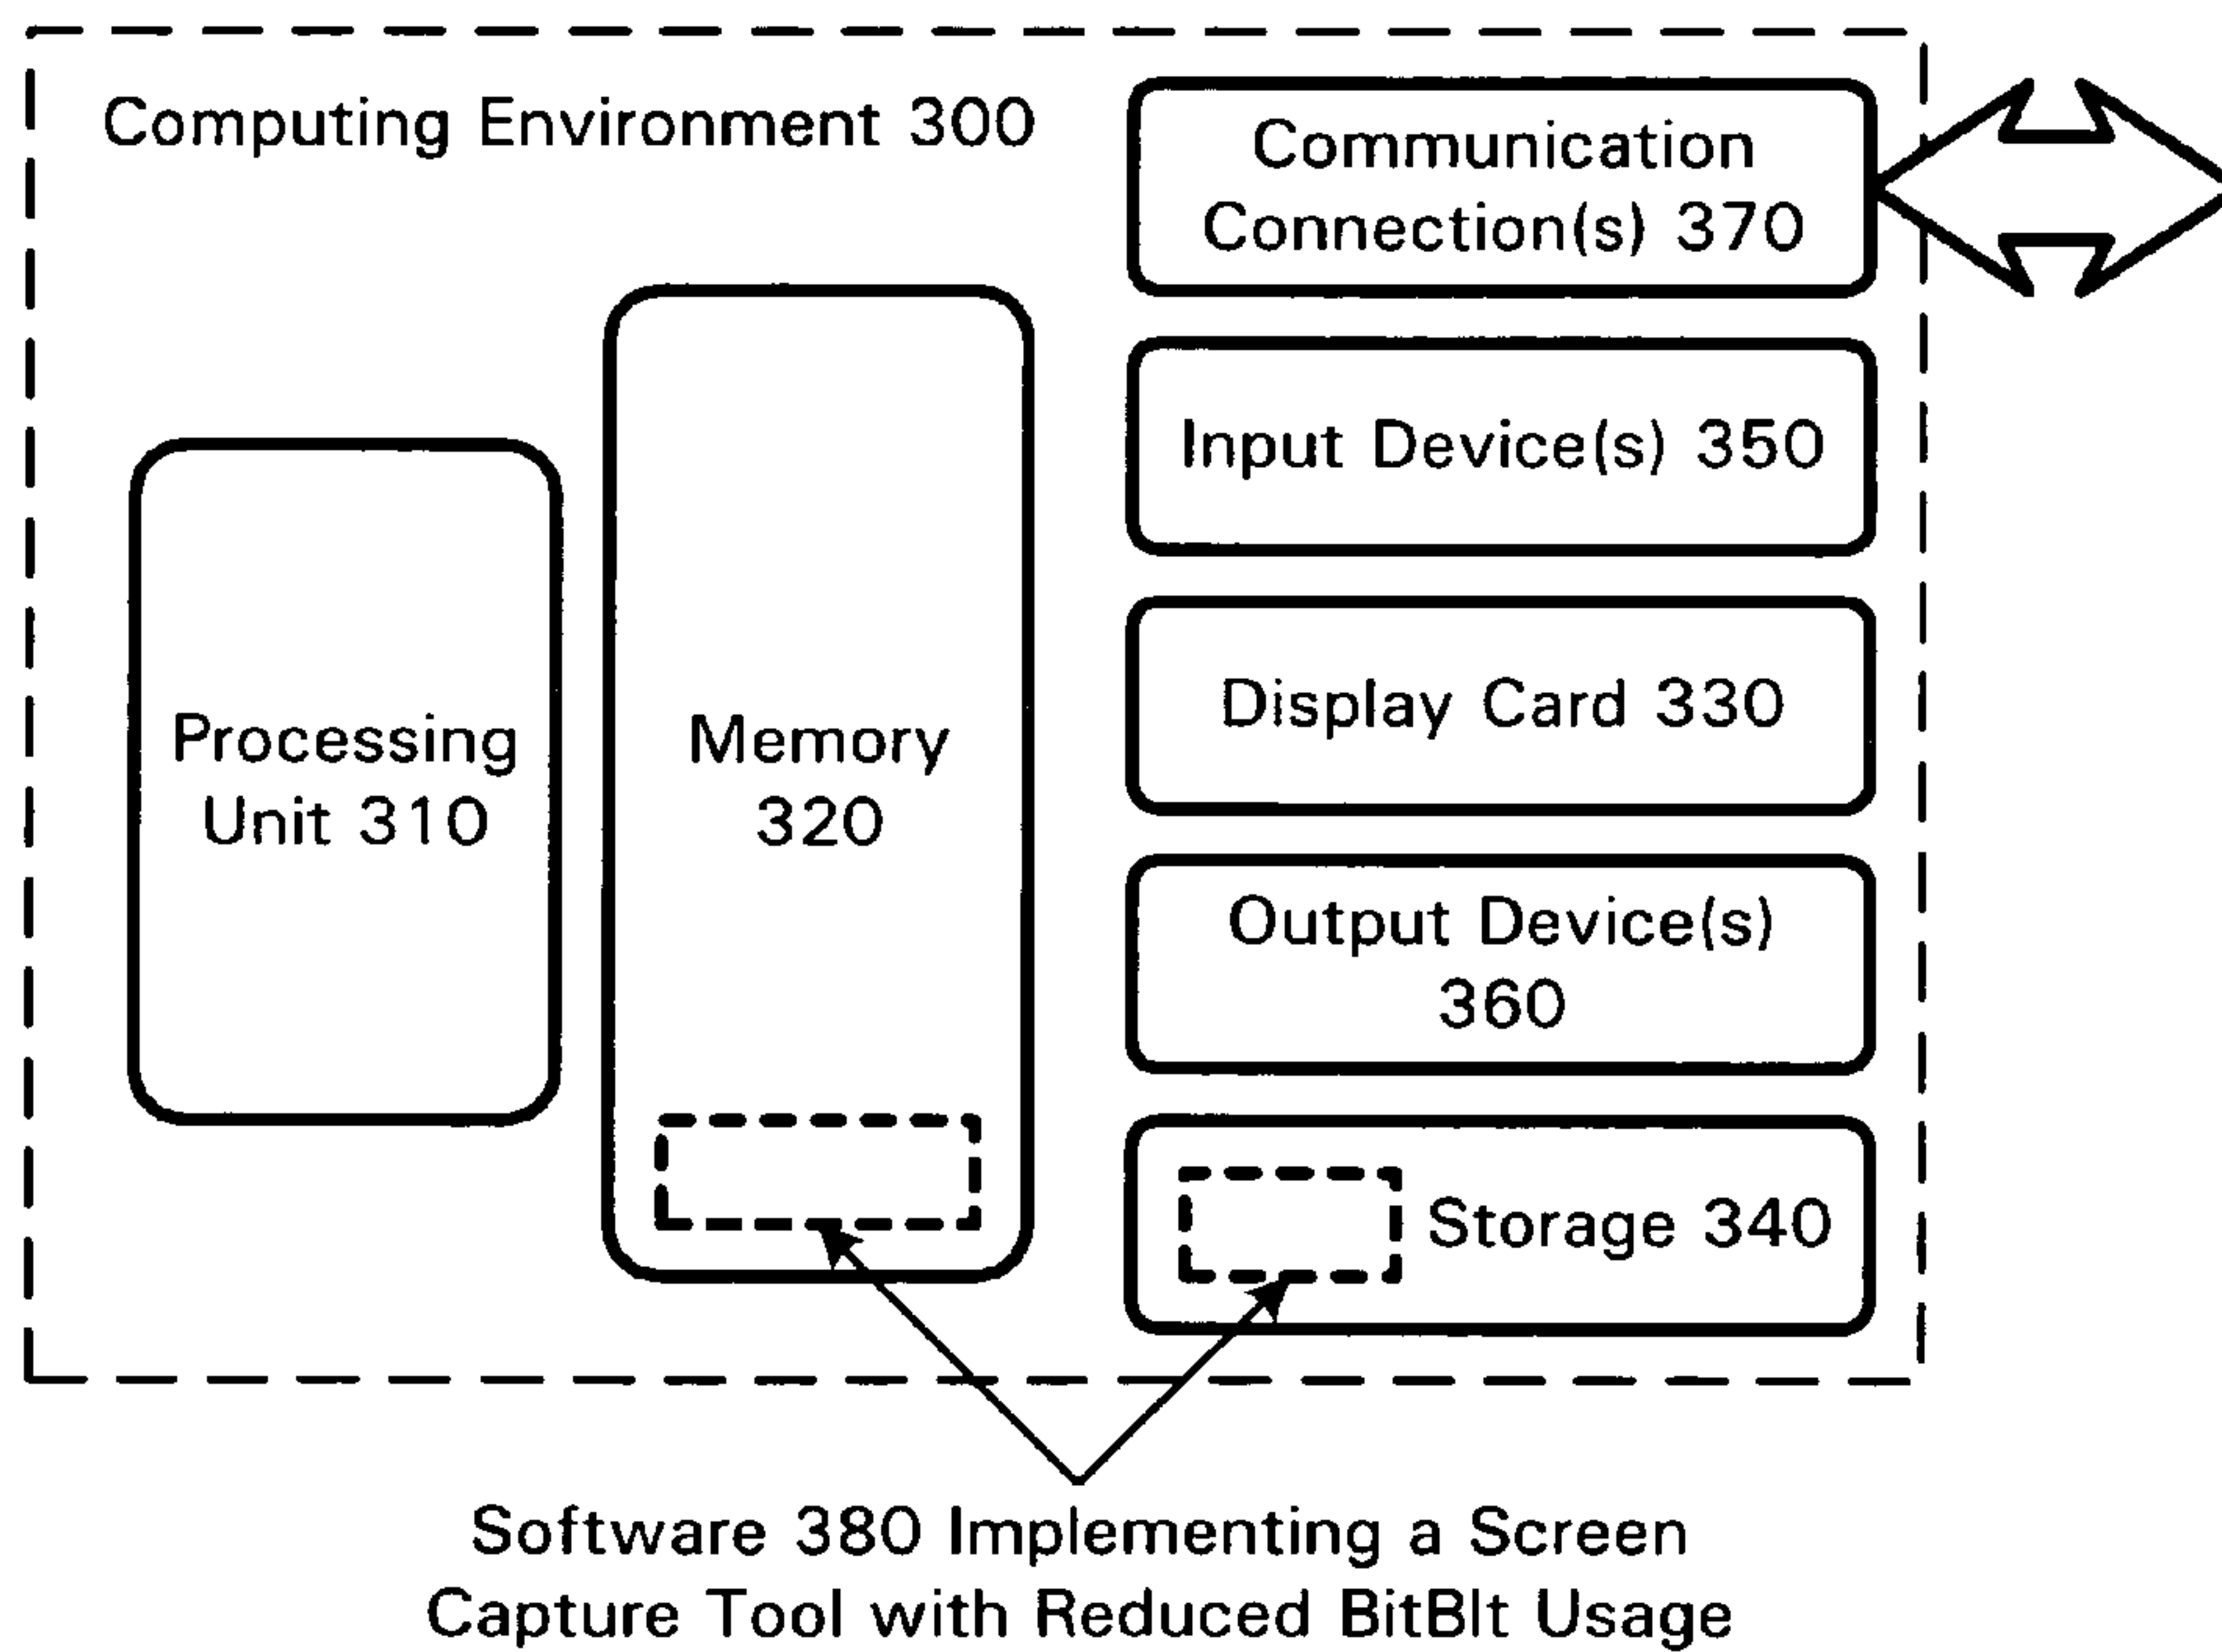 Computing Environment 300
Communication
Connection(s) 370
Input Device(s) 350
Display Card 330
Processing
Unit 310
Memory
320
Output Device(s)
360
Storage 340
Software 380 Implementing a Screen
Capture Tool with Reduced BitBlt Usage